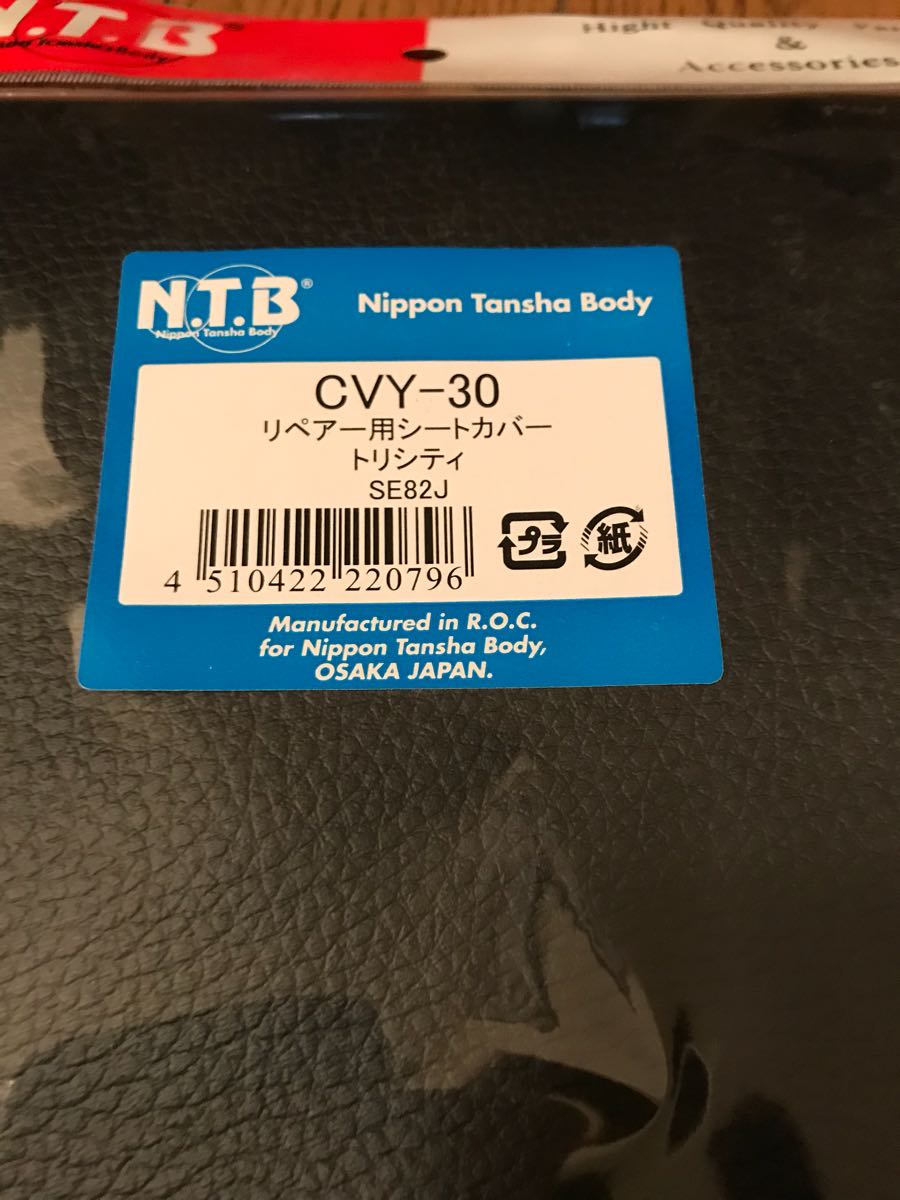 N.T.B®
Hight Quality
&
Accessories
N.T.B®
Nippon Tansha Body
Nippon Tansha Body
CVY-30
リペアー用シートカバー
トリシティ
SE82J
4 510422 220796
プラ
紙
Manufactured in R.O.C.
for Nippon Tansha Body,
OSAKA JAPAN.